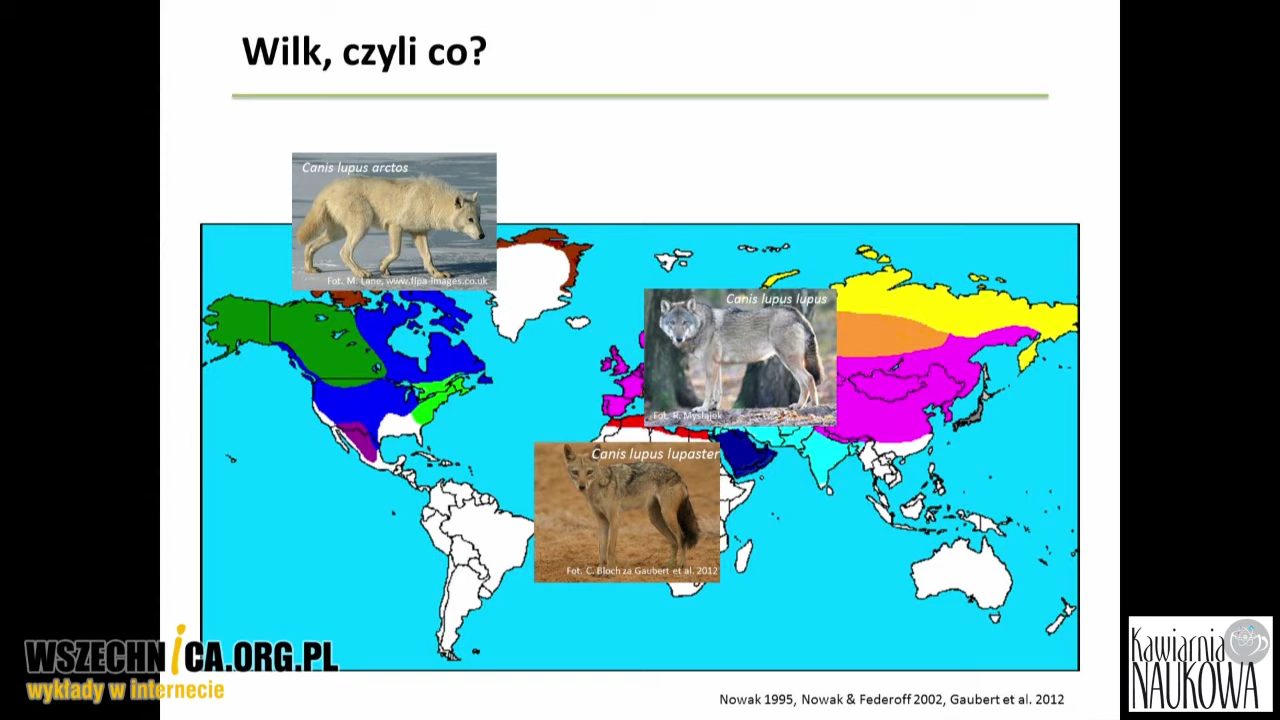 Wilk, czyli co?
Canis lupus arctos
Fot. M. Lane, www.flpa-images.co.uk
Canis lupus lupus
Fot. R. Mysłajek
Canis lupus lupaster
Fot. C. Bloch za Gaubert et al. 2012
WSZECHNiCA.ORG.PL
wykłady w internecie
Kawiarnia
NAUKOWA
Nowak 1995, Nowak & Federoff 2002, Gaubert et al. 2012